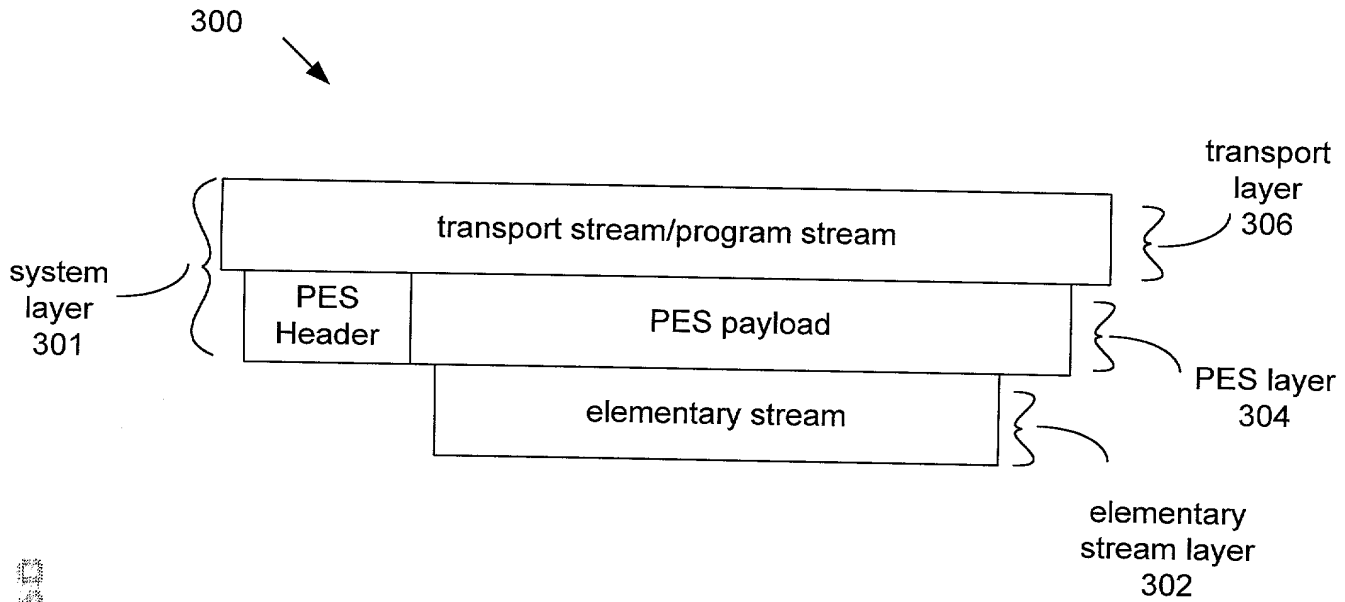 300
transport
layer
306
transport stream/program stream
system
layer
301
PES
Header
PES payload
PES layer
304
elementary stream
elementary
stream layer
302